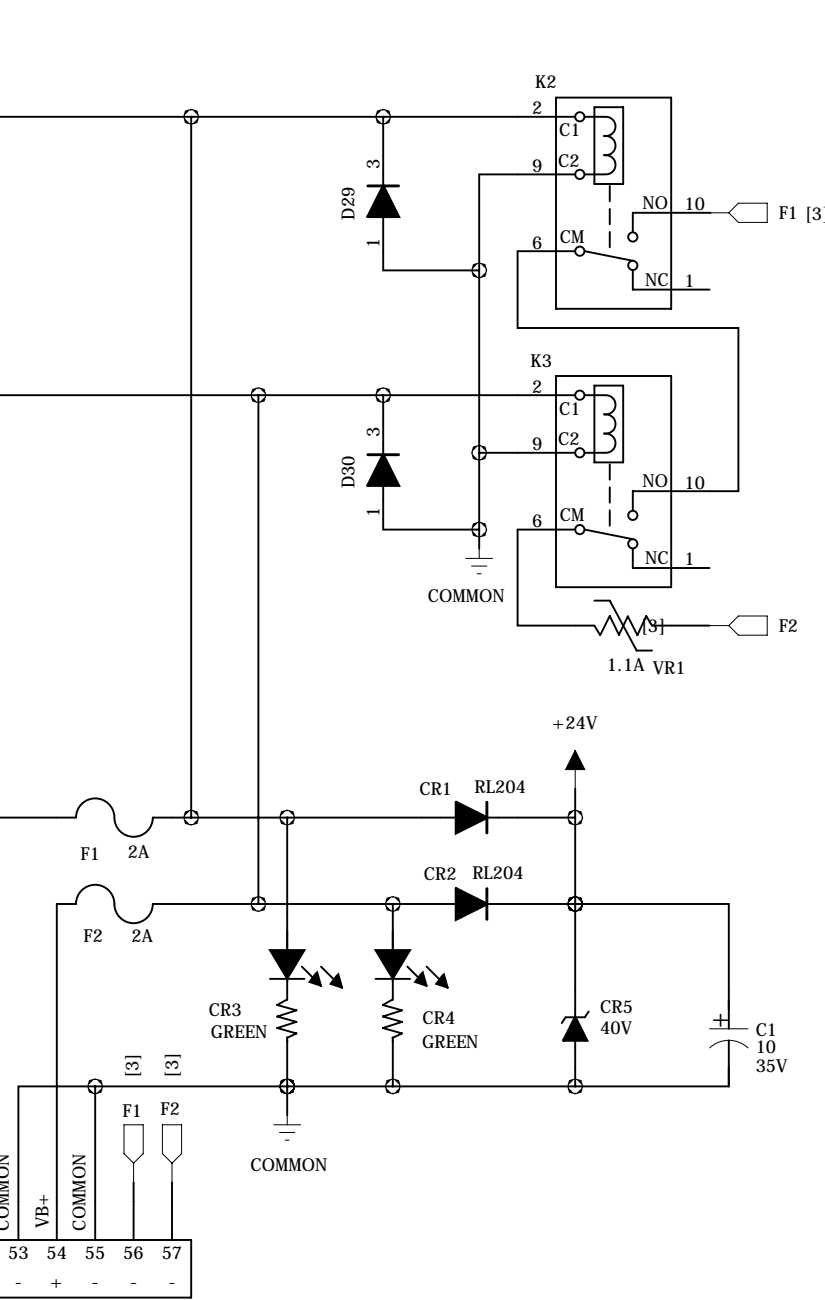 K2
2
C1
3
9
C2
D29
NO
10
F1 [3]
1
6
CM
NC
1
K3
2
C1
3
9
C2
D30
NO
10
1
6
CM
NC
1
COMMON
[3]
F2
1.1A
VR1
+24V
CR1
RL204
F1
2A
CR2
RL204
F2
2A
CR3
GREEN
CR4
GREEN
CR5
40V
+
C1
10
35V
[3]
[3]
F1
F2
COMMON
COMMON
VB+
COMMON
53
54
55
56
57
-
+
-
-
-